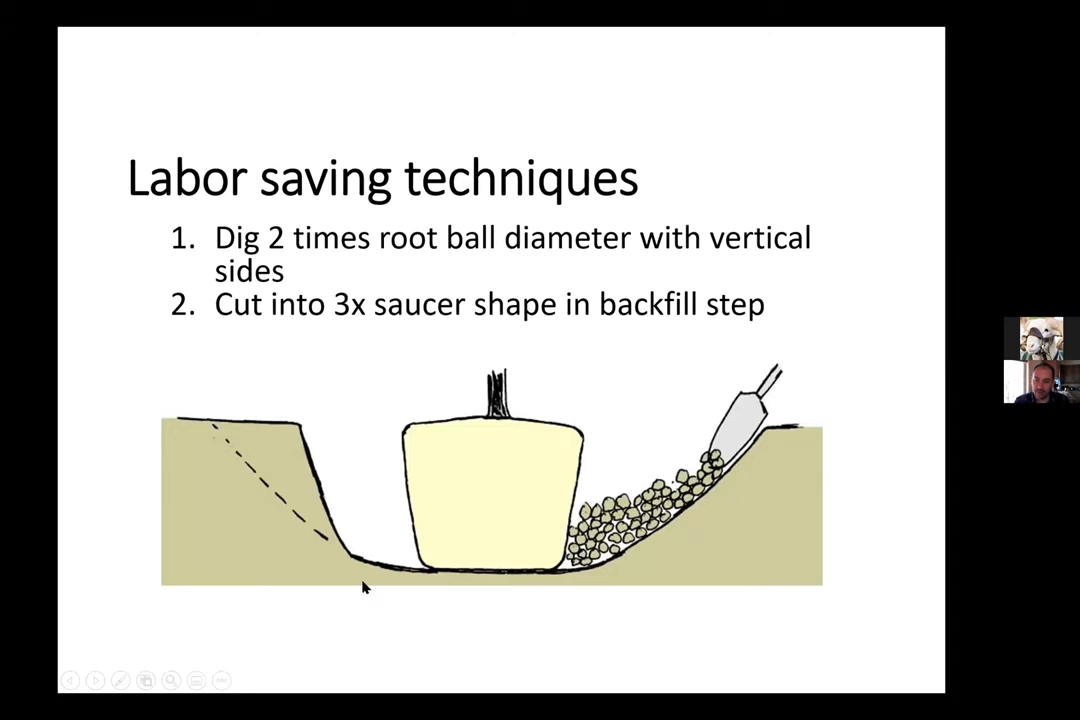 Labor saving techniques
1. Dig 2 times root ball diameter with vertical
sides
2. Cut into 3x saucer shape in backfill step